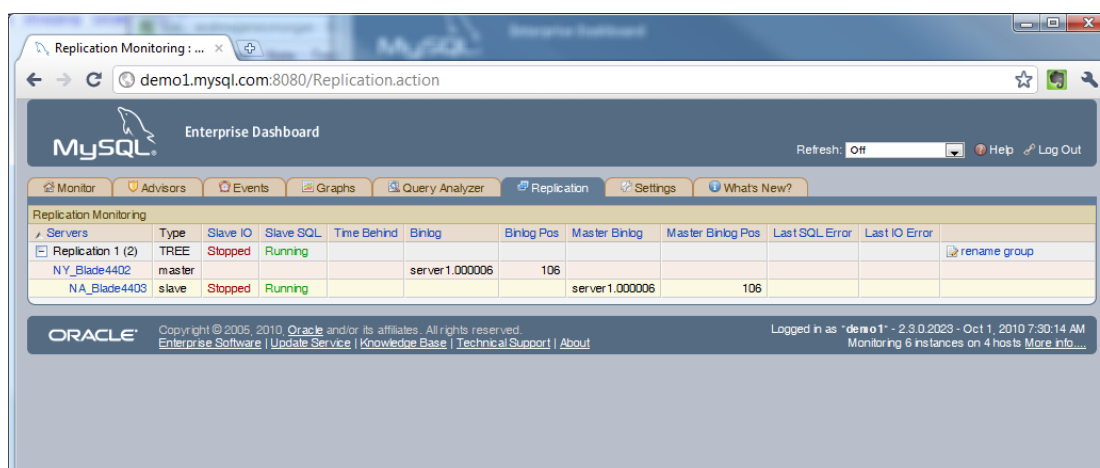 Replication Monitoring : ...
demo1.mysql.com:8080/Replication.action
MySQL
Enterprise Dashboard
Refresh: Off Help Log Out
Monitor Advisors Events Graphs Query Analyzer Replication Settings What's New?
Replication Monitoring
Servers Type Slave IO Slave SQL Time Behind Binlog Binlog Pos Master Binlog Master Binlog Pos Last SQL Error Last IO Error
Replication 1 (2) TREE Stopped Running rename group
NY_Blade4402 master server1.000006 106
NA_Blade4403 slave Stopped Running server1.000006 106
ORACLE
Copyright © 2005, 2010, Oracle and/or its affiliates. All rights reserved.
Enterprise Software | Update Service | Knowledge Base | Technical Support | About
Logged in as "demo1" - 2.3.0.2023 - Oct 1, 2010 7:30:14 AM
Monitoring 6 instances on 4 hosts More info....